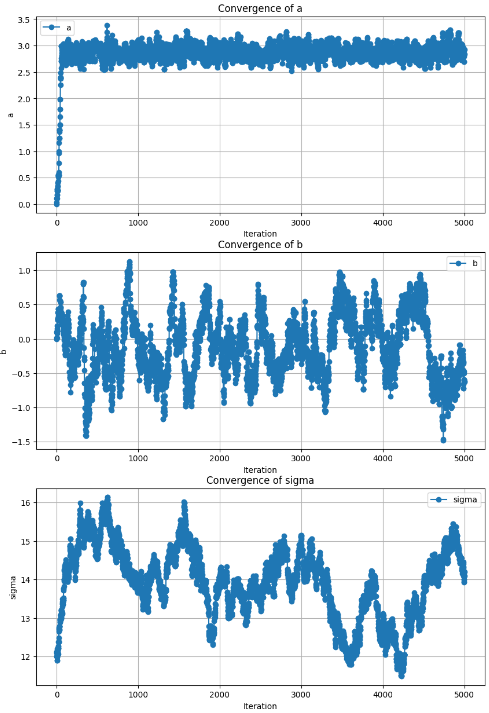 Convergence of a
3.5
3.0
2.5
2.0
1.5
1.0
0.5
0.0
a
a
0 1000 2000 3000 4000 5000
Iteration
Convergence of b
1.0
0.5
0.0
−0.5
−1.0
−1.5
b
b
0 1000 2000 3000 4000 5000
Iteration
Convergence of sigma
16
15
14
13
12
sigma
sigma
0 1000 2000 3000 4000 5000
Iteration